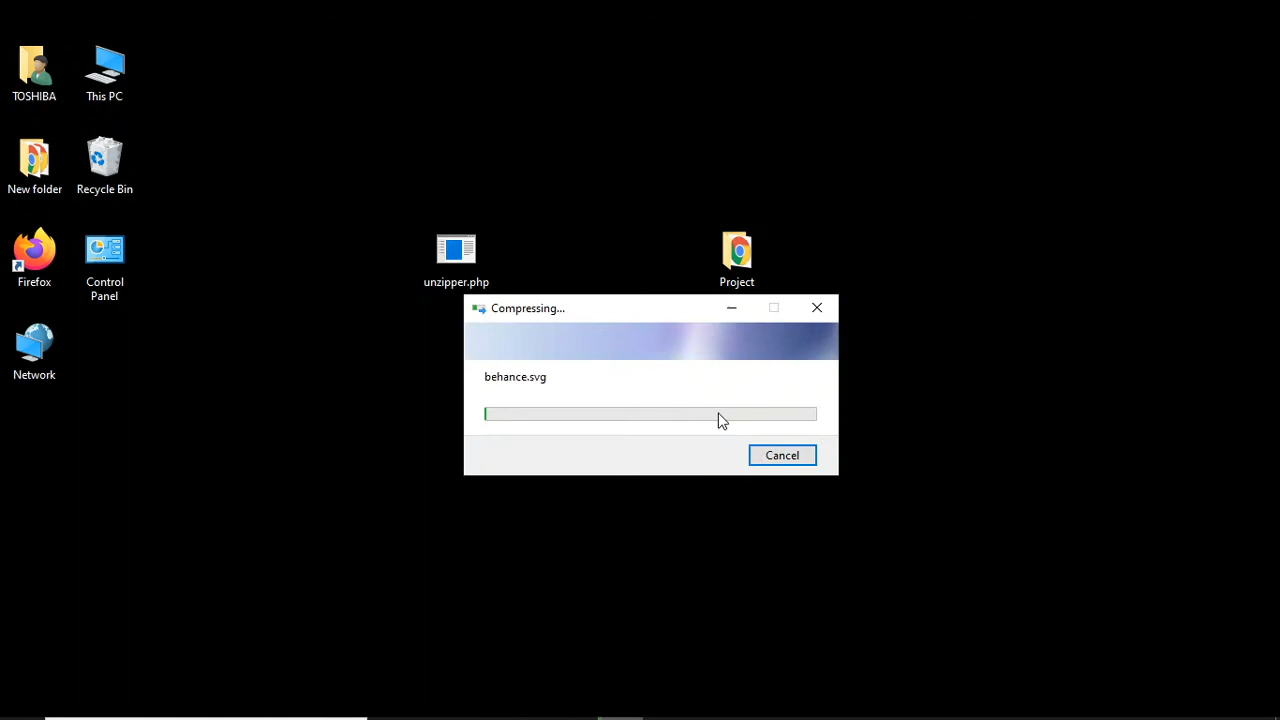 TOSHIBA
This PC
New folder
Recycle Bin
Firefox
Control
Panel
unzipper.php
Project
Network
Compressing...
behance.svg
Cancel